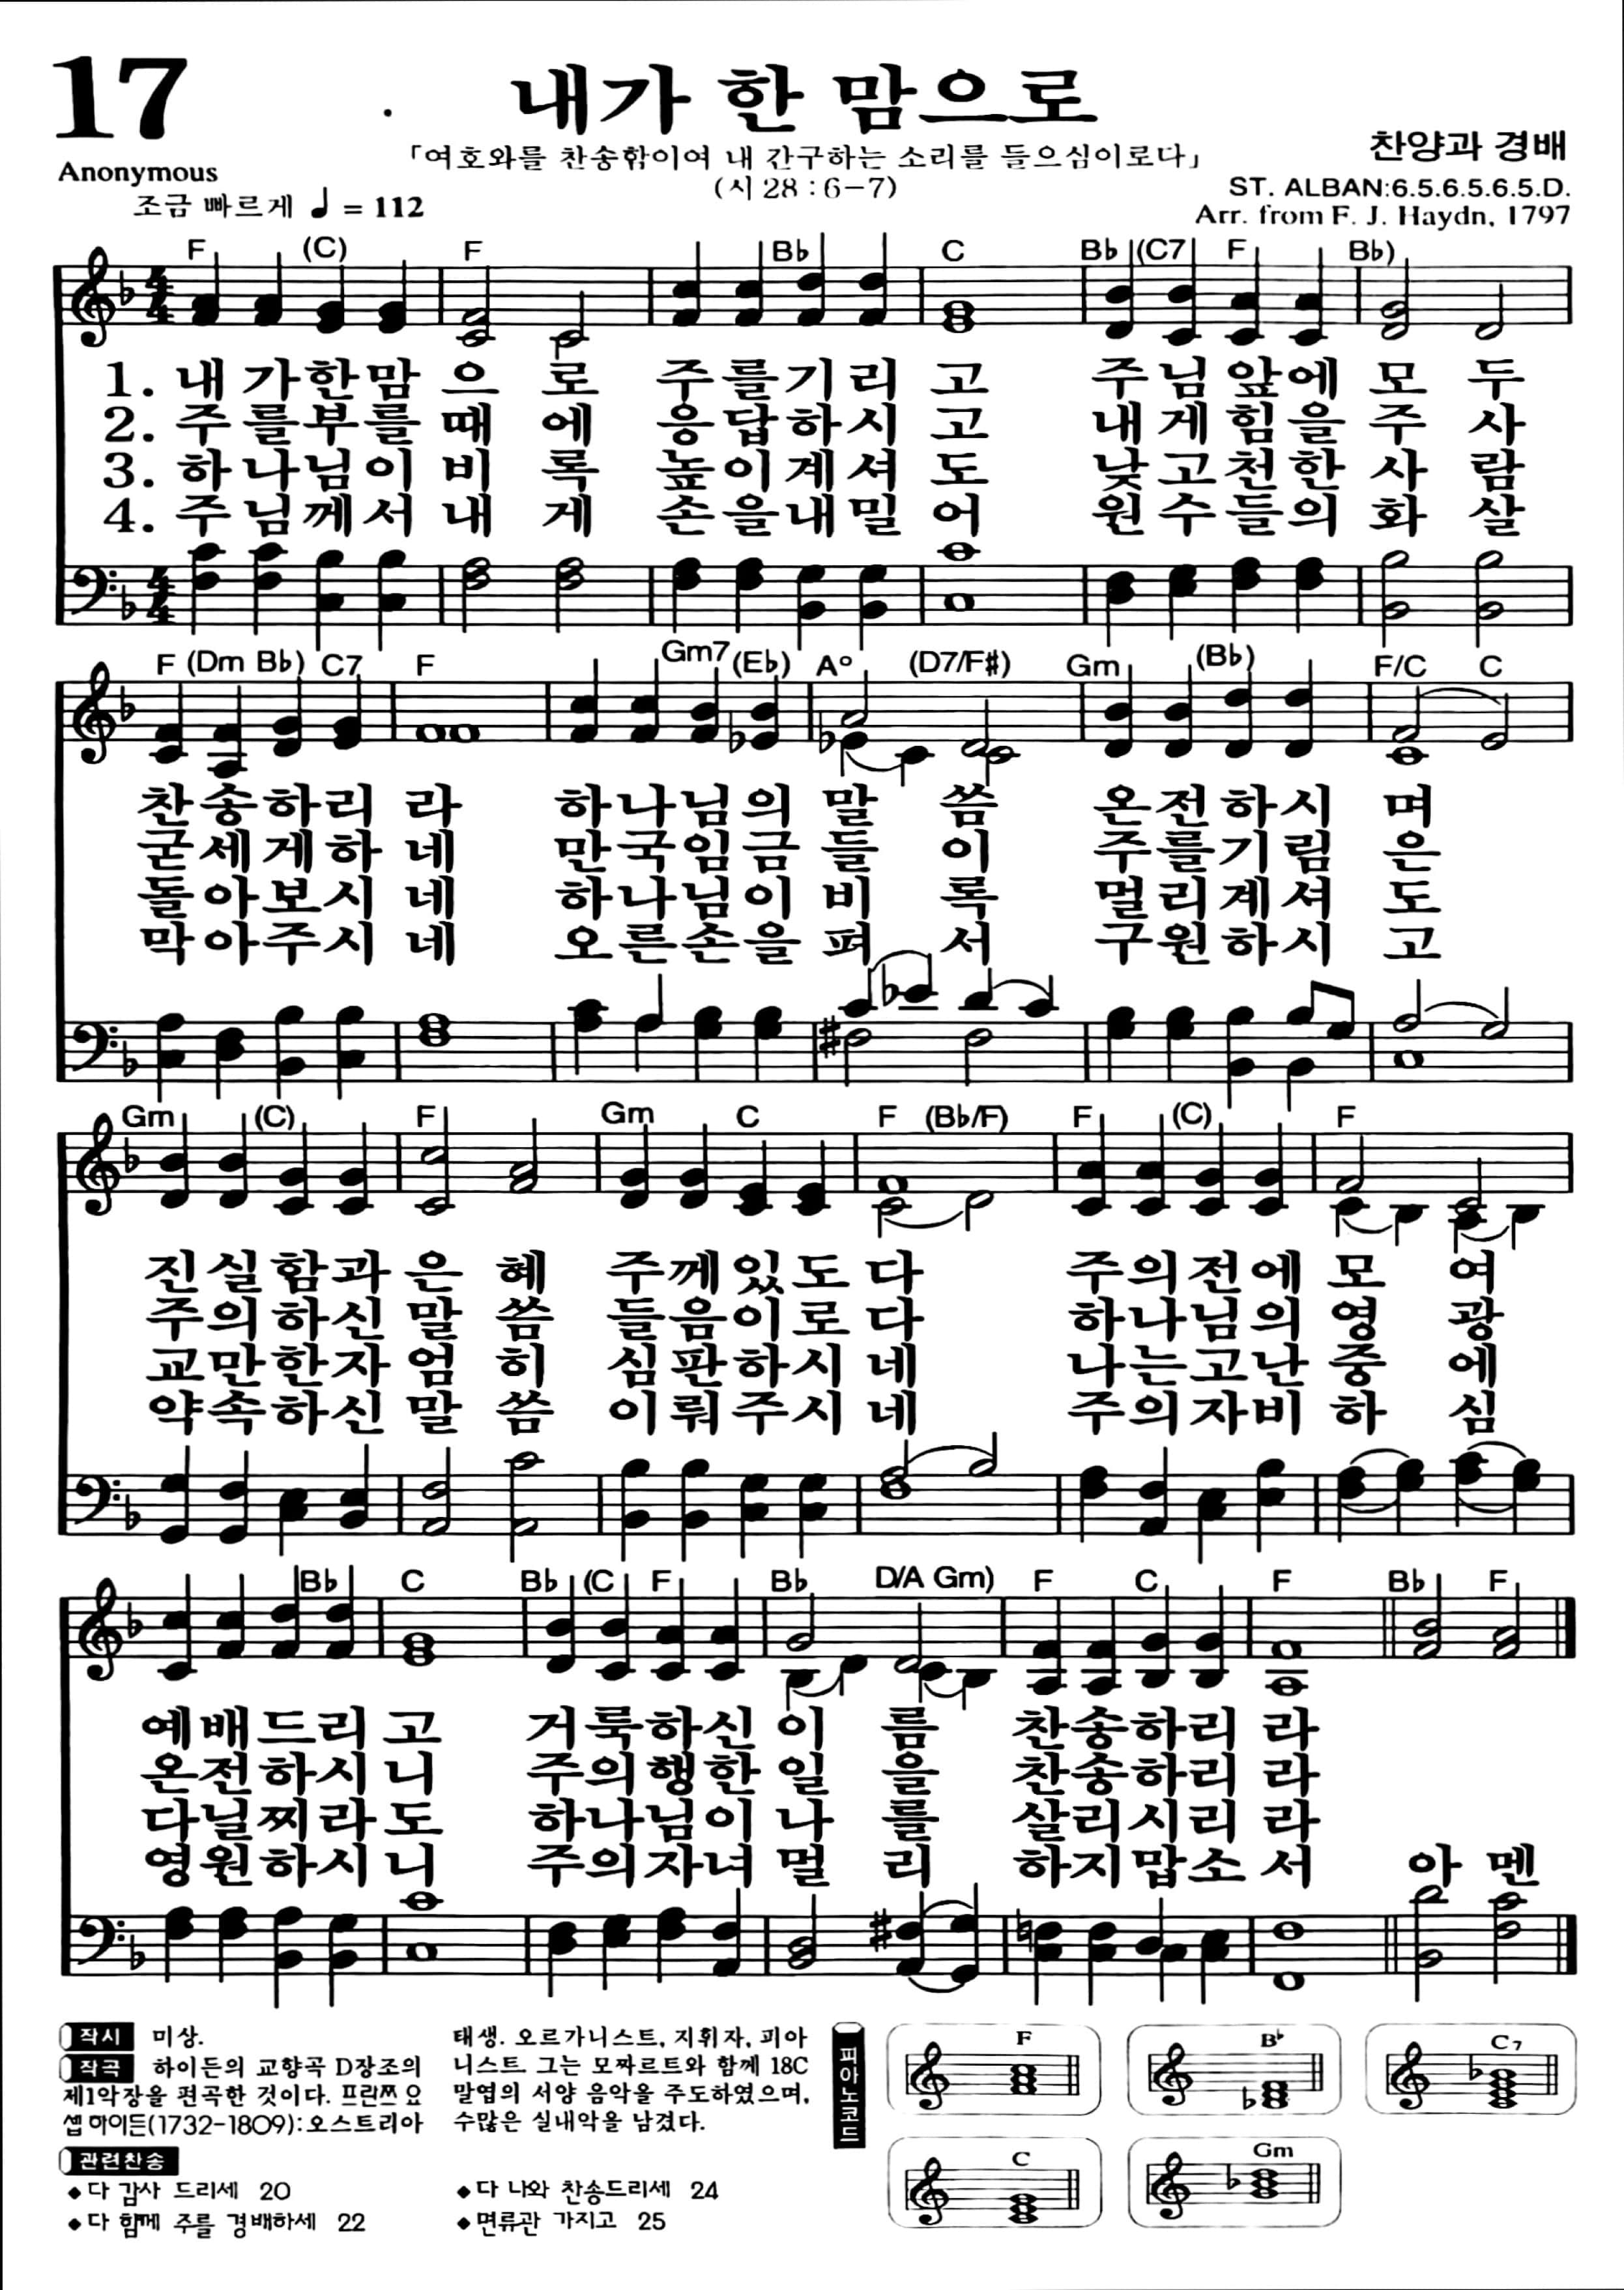 17
내가 한 맘으로
「여호와를 찬송함이여 내 간구하는 소리를 들으심이로다」
(시 28 : 6-7)
찬양과 경배
Anonymous
ST. ALBAN:6.5.6.5.6.5.D.
조금 빠르게 ♩ = 112
Arr. from F. J. Haydn, 1797
F (C) F B♭ C B♭ (C7 F B♭)
1. 내가한맘으로 주를기리고 주님앞에모두
2. 주를부를때에 응답하시고 내게힘을주사
3. 하나님이비록 높이계셔도 낮고천한사람
4. 주님께서내게 손을내밀어 원수들의화살
F (Dm B♭) C7 F Gm7 (E♭) A° (D7/F#) Gm (B♭) F/C C
찬송하리라 하나님의말씀 온전하시며
굳세게하네 만국임금들이 주를기림은
돌아보시네 하나님이비록 멀리계셔도
막아주시네 오른손을펴서 구원하시고
Gm (C) F Gm C F (B♭/F) F (C) F
진실함과은혜 주께있도다 주의전에모여
주의하신말씀 들음이로다 하나님의영광
교만한자엄히 심판하시네 나는고난중에
약속하신말씀 이뤄주시네 주의자비하심
B♭ C B♭ (C F B♭ D/A Gm) F C F B♭ F
예배드리고 거룩하신이름 찬송하리라
온전하시니 주의행한일을 찬송하리라
다닐찌라도 하나님이나를 살리시리라
영원하시니 주의자녀멀리 하지맙소서 아멘
작시 미상.
작곡 하이든의 교향곡 D장조의
제1악장을 편곡한 것이다. 프란쯔 요
셉 하이든(1732-1809):오스트리아
태생. 오르가니스트, 지휘자, 피아
니스트 그는 모짜르트와 함께 18C
말엽의 서양 음악을 주도하였으며,
수많은 실내악을 남겼다.
관련찬송
◆다 감사 드리세 20
◆다 함께 주를 경배하세 22
◆다 나와 찬송드리세 24
◆면류관 가지고 25
피아노코드
F
B♭
C7
C
Gm